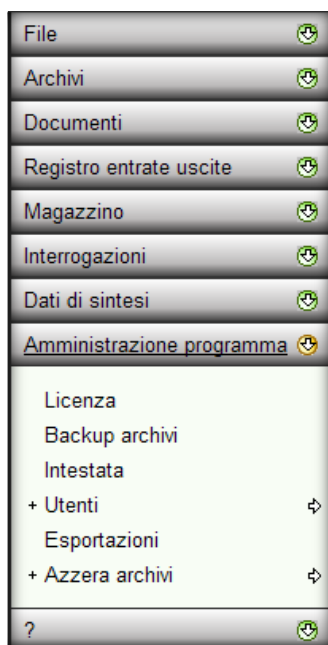 File
Archivi
Documenti
Registro entrate uscite
Magazzino
Interrogazioni
Dati di sintesi
Amministrazione programma
Licenza
Backup archivi
Intestata
+ Utenti
Esportazioni
+ Azzera archivi
?